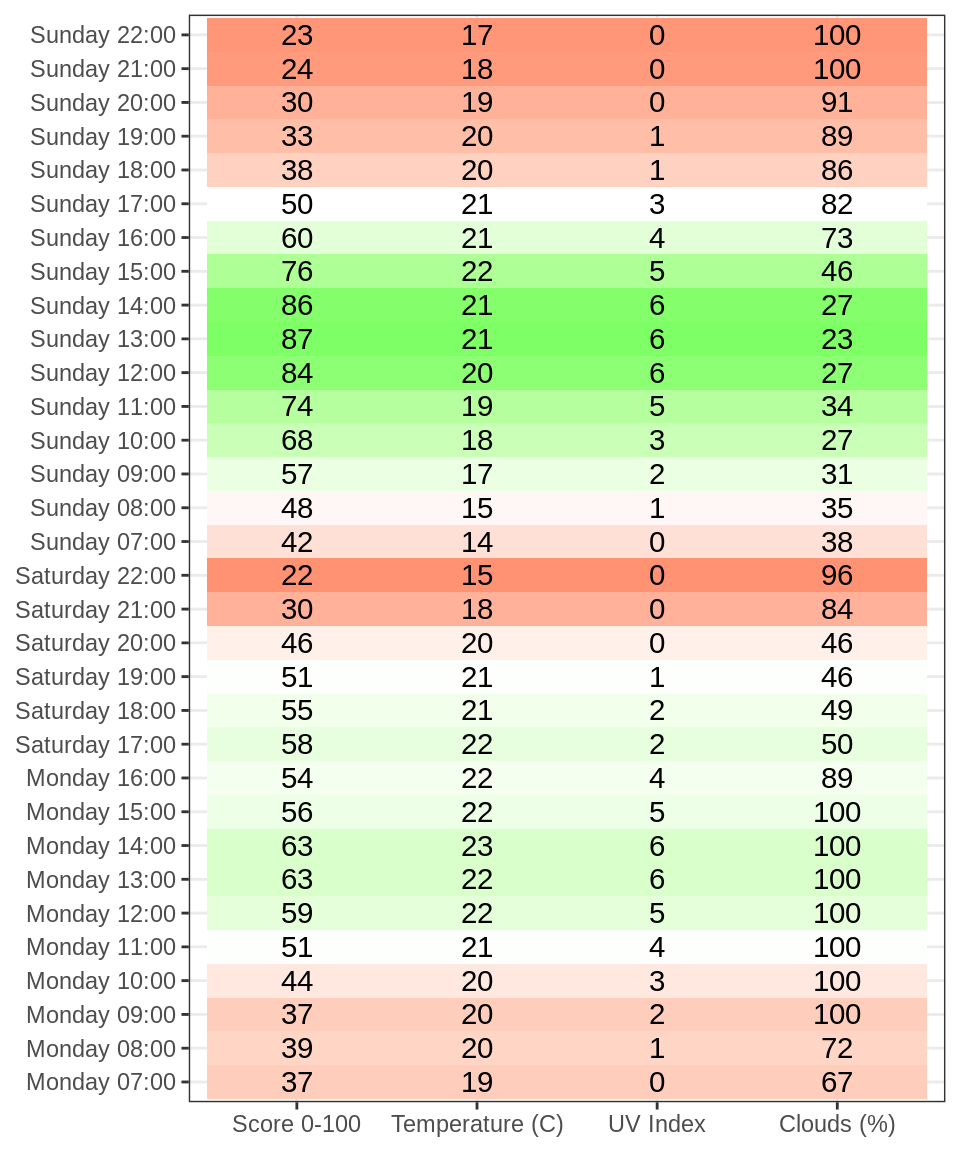 Sunday 22:00 23 17 0 100
Sunday 21:00 24 18 0 100
Sunday 20:00 30 19 0 91
Sunday 19:00 33 20 1 89
Sunday 18:00 38 20 1 86
Sunday 17:00 50 21 3 82
Sunday 16:00 60 21 4 73
Sunday 15:00 76 22 5 46
Sunday 14:00 86 21 6 27
Sunday 13:00 87 21 6 23
Sunday 12:00 84 20 6 27
Sunday 11:00 74 19 5 34
Sunday 10:00 68 18 3 27
Sunday 09:00 57 17 2 31
Sunday 08:00 48 15 1 35
Sunday 07:00 42 14 0 38
Saturday 22:00 22 15 0 96
Saturday 21:00 30 18 0 84
Saturday 20:00 46 20 0 46
Saturday 19:00 51 21 1 46
Saturday 18:00 55 21 2 49
Saturday 17:00 58 22 2 50
Monday 16:00 54 22 4 89
Monday 15:00 56 22 5 100
Monday 14:00 63 23 6 100
Monday 13:00 63 22 6 100
Monday 12:00 59 22 5 100
Monday 11:00 51 21 4 100
Monday 10:00 44 20 3 100
Monday 09:00 37 20 2 100
Monday 08:00 39 20 1 72
Monday 07:00 37 19 0 67
Score 0-100 Temperature (C) UV Index Clouds (%)